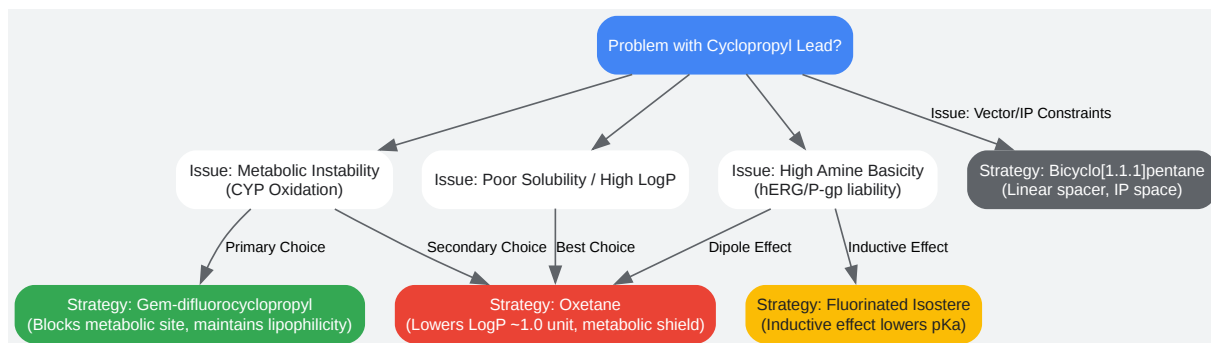 Problem with Cyclopropyl Lead?
Issue: Vector/IP Constraints
Issue: Metabolic Instability
(CYP Oxidation)
Issue: Poor Solubility / High LogP
Issue: High Amine Basicity
(hERG/P-gp liability)
Strategy: Bicyclo[1.1.1]pentane
(Linear spacer, IP space)
Primary Choice
Secondary Choice
Best Choice
Dipole Effect
Inductive Effect
Strategy: Gem-difluorocyclopropyl
(Blocks metabolic site, maintains lipophilicity)
Strategy: Oxetane
(Lowers LogP ~1.0 unit, metabolic shield)
Strategy: Fluorinated Isostere
(Inductive effect lowers pKa)